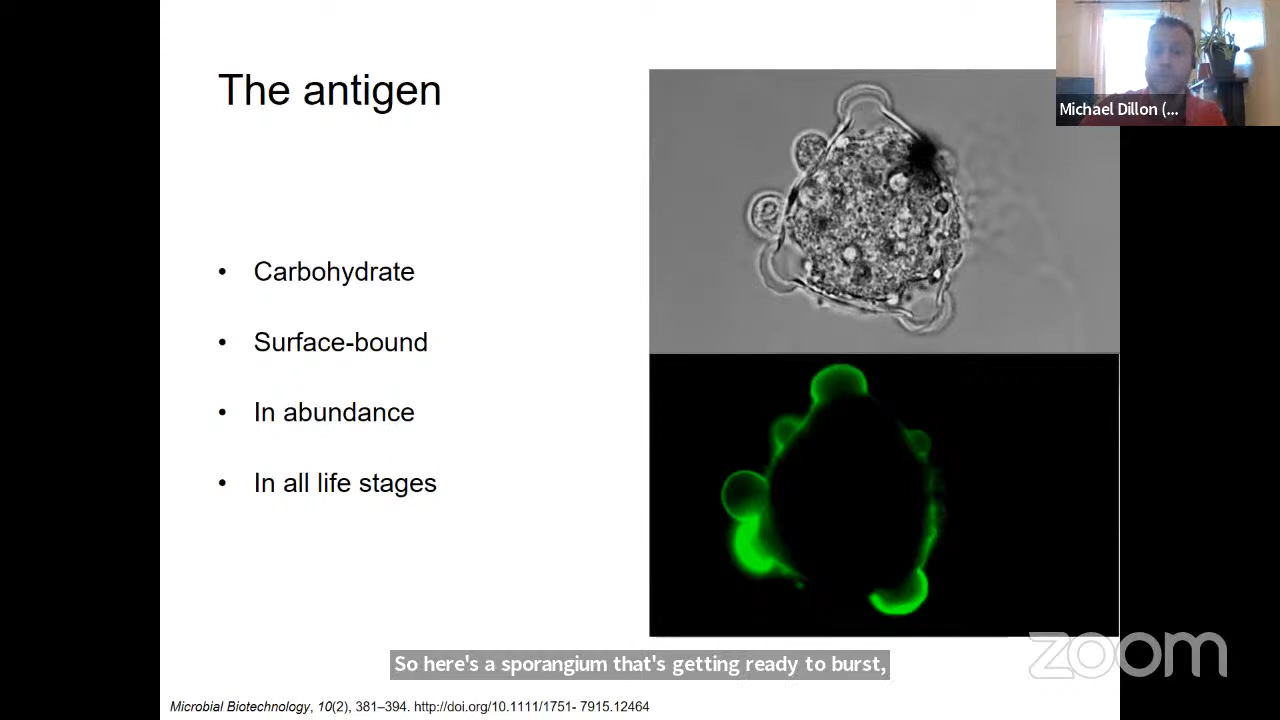 The antigen
Michael Dillon (...
• Carbohydrate
• Surface-bound
• In abundance
• In all life stages
So here's a sporangium that's getting ready to burst,
zoom
Microbial Biotechnology, 10(2), 381–394. http://doi.org/10.1111/1751- 7915.12464